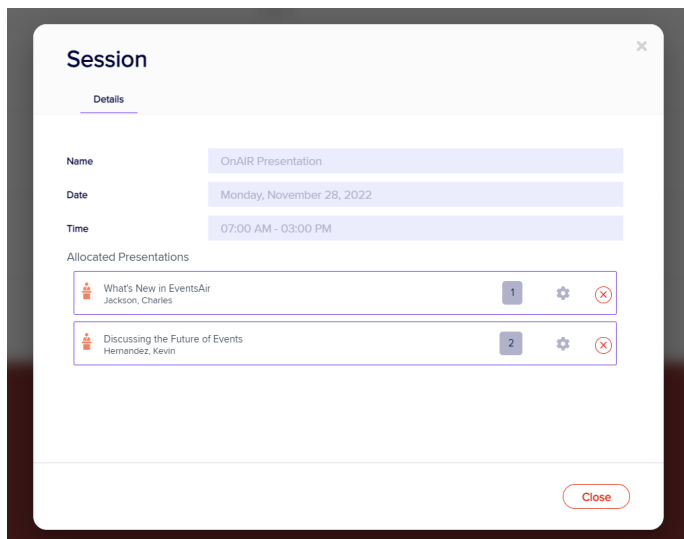 Session
Details
Name
OnAIR Presentation
Date
Monday, November 28, 2022
Time
07:00 AM - 03:00 PM
Allocated Presentations
What's New in EventsAir
Jackson, Charles
1
Discussing the Future of Events
Hernandez, Kevin
2
Close